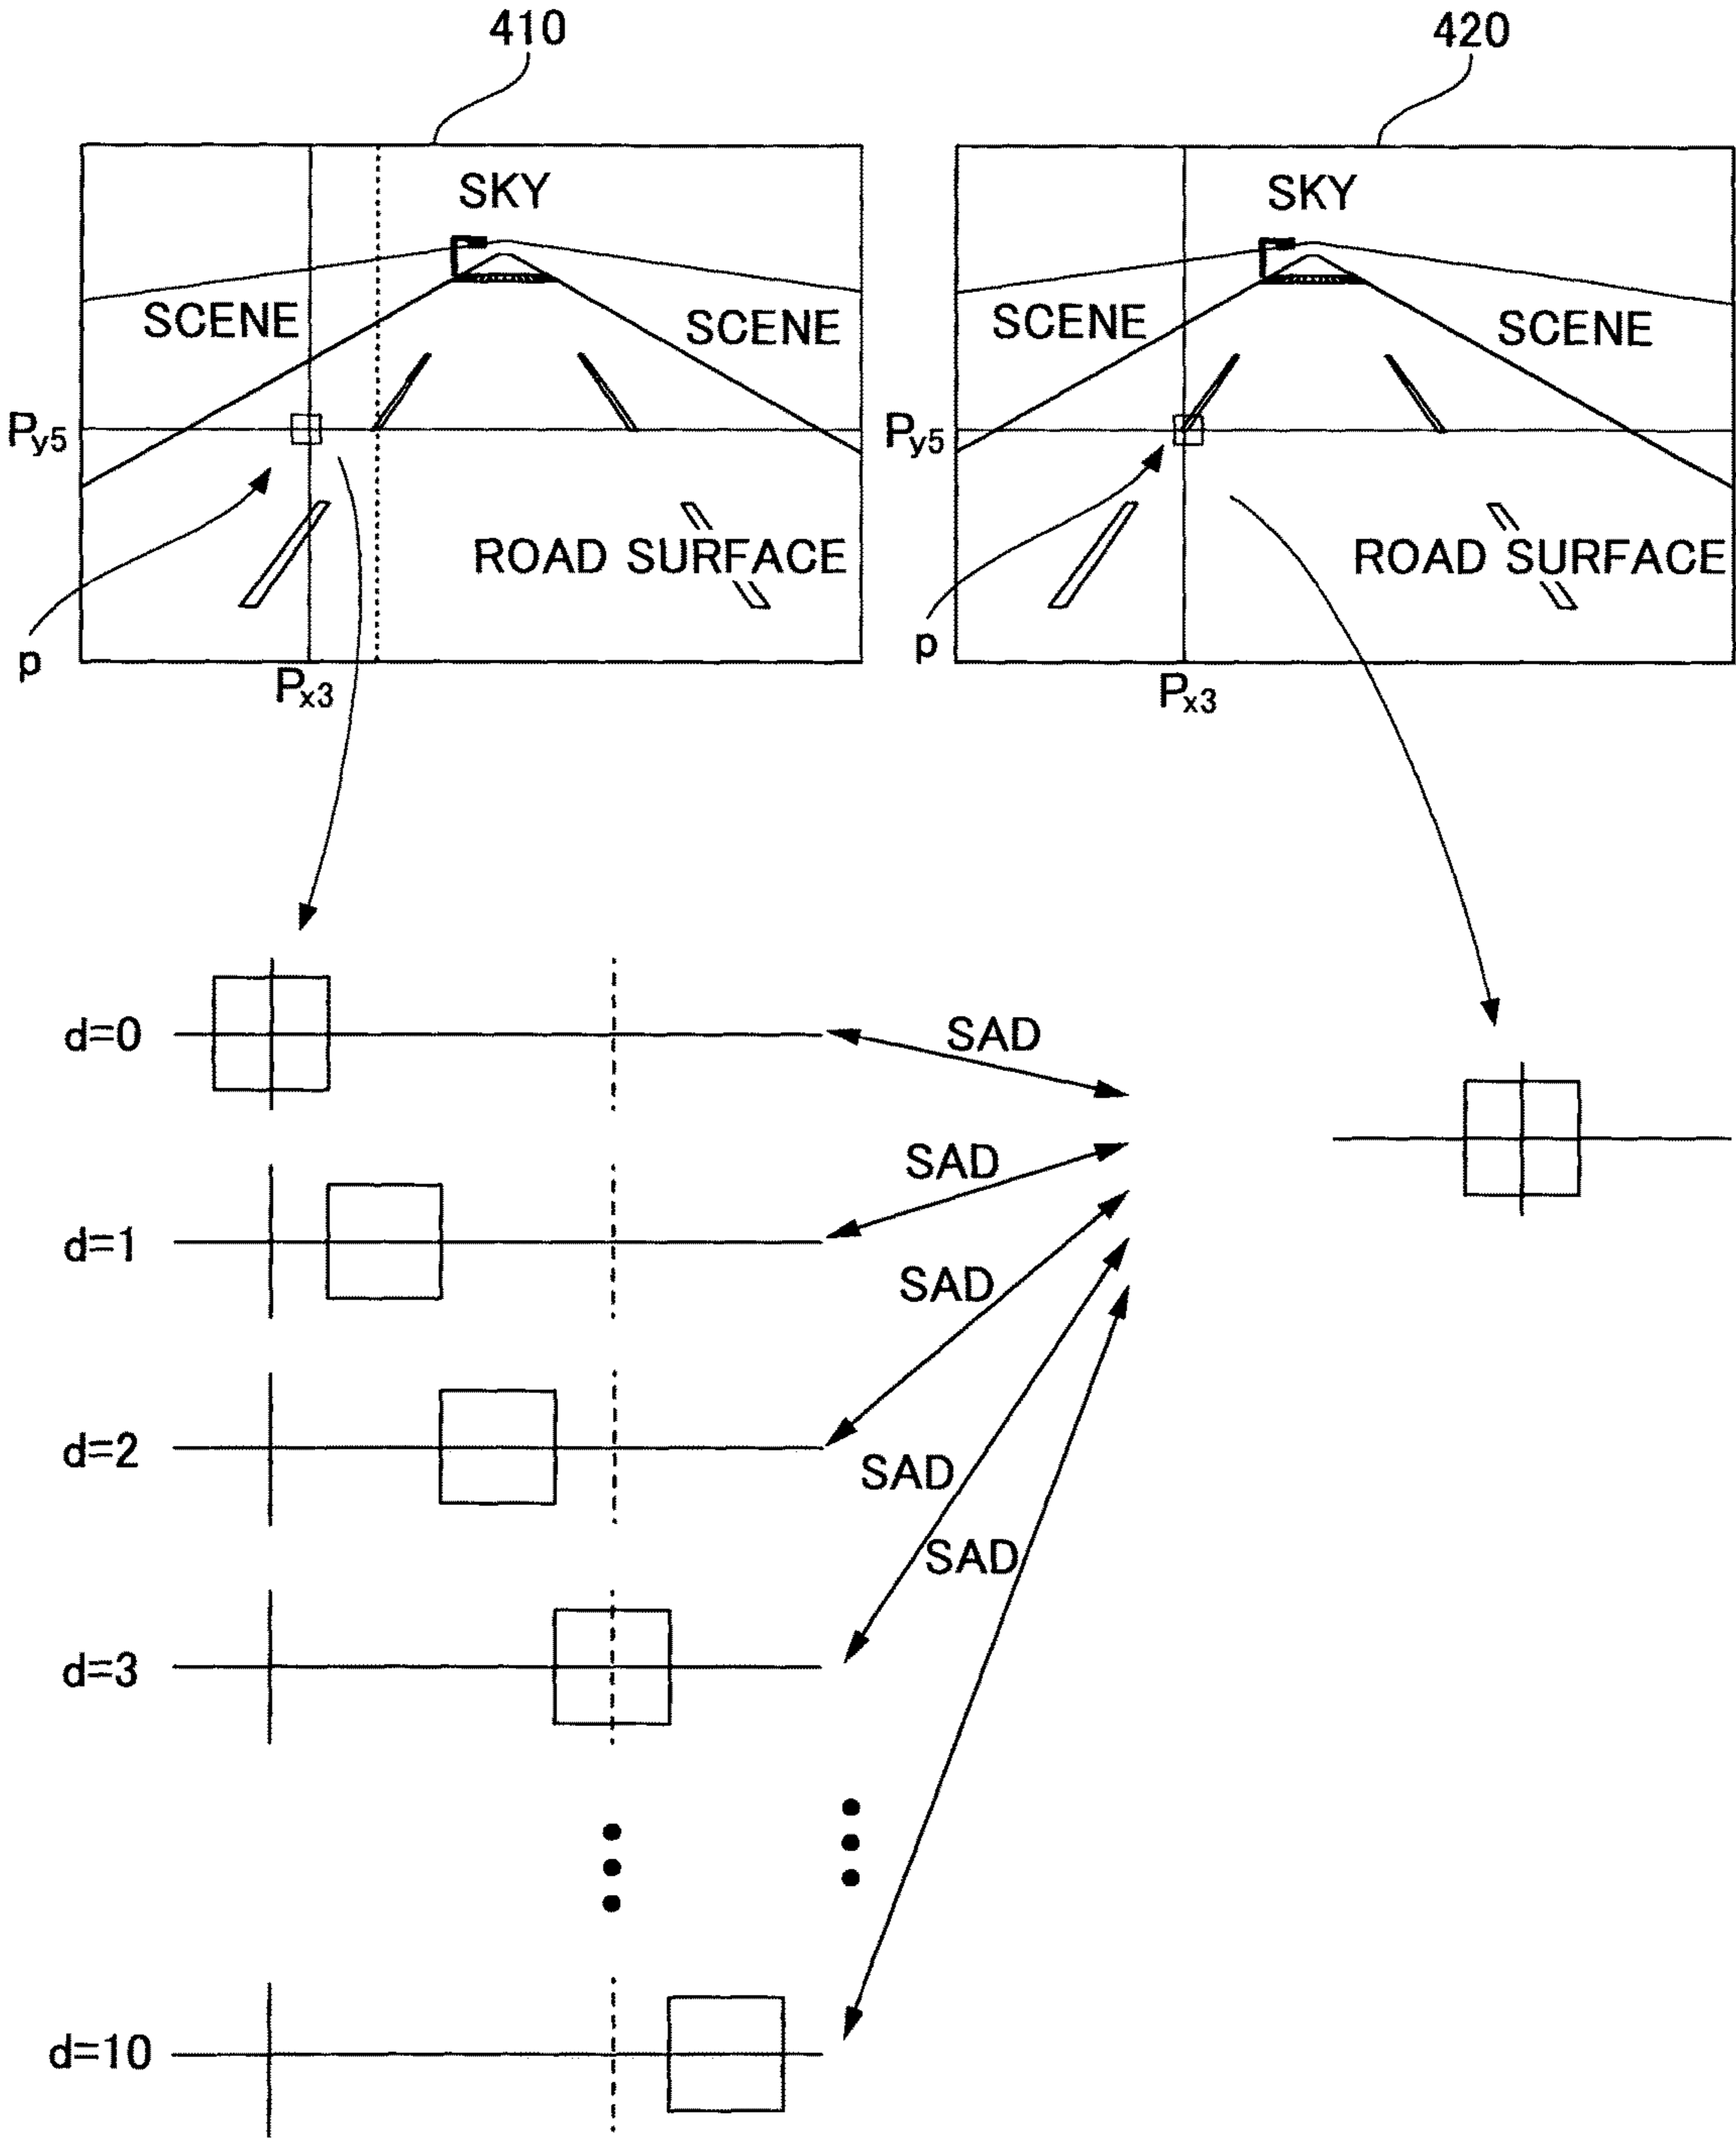 410
420
SKY
SKY
SCENE
SCENE
SCENE
SCENE
Py5
Py5
ROAD SURFACE
ROAD SURFACE
p
p
Px3
Px3
d=0
SAD
SAD
d=1
SAD
d=2
SAD
SAD
d=3
d=10